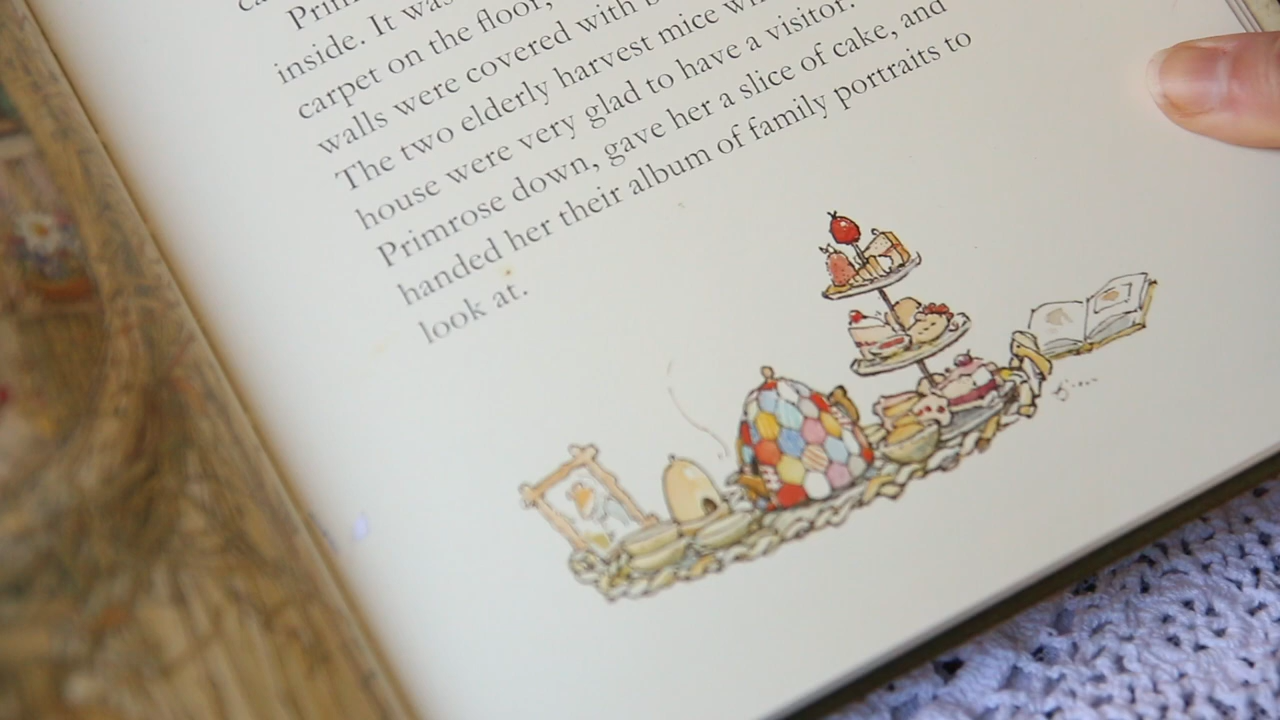 Prim
inside. It was
carpet on the floor,
walls were covered with
The two elderly harvest mice
house were very glad to have a visitor.
Primrose down, gave her a slice of cake, and
handed her their album of family portraits to
look at.